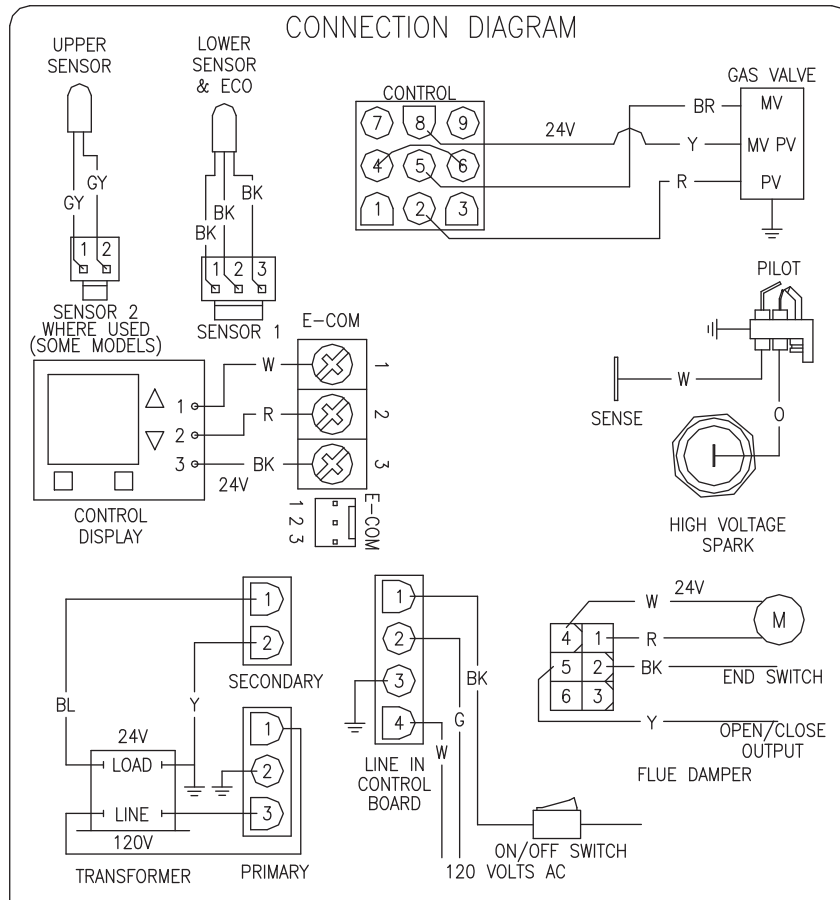 CONNECTION DIAGRAM
UPPER
SENSOR
LOWER
SENSOR
& ECO
GY
GY
BK
BK
BK
1 2
1 2 3
SENSOR 2
WHERE USED
(SOME MODELS)
SENSOR 1
CONTROL
7 8 9
4 5 6
1 2 3
24V
BR
Y
R
GAS VALVE
MV
MV PV
PV
PILOT
W
SENSE
O
HIGH VOLTAGE
SPARK
E-COM
1
2
3
W
R
BK
1
2
3
24V
CONTROL
DISPLAY
1 2 3
E-COM
1
2
SECONDARY
BL
Y
24V
LOAD
LINE
120V
TRANSFORMER
1
2
3
PRIMARY
1
2
3
4
BK
G
W
LINE IN
CONTROL
BOARD
ON/OFF SWITCH
120 VOLTS AC
W
24V
M
4 1
R
5 2
BK
END SWITCH
6 3
Y
OPEN/CLOSE
OUTPUT
FLUE DAMPER